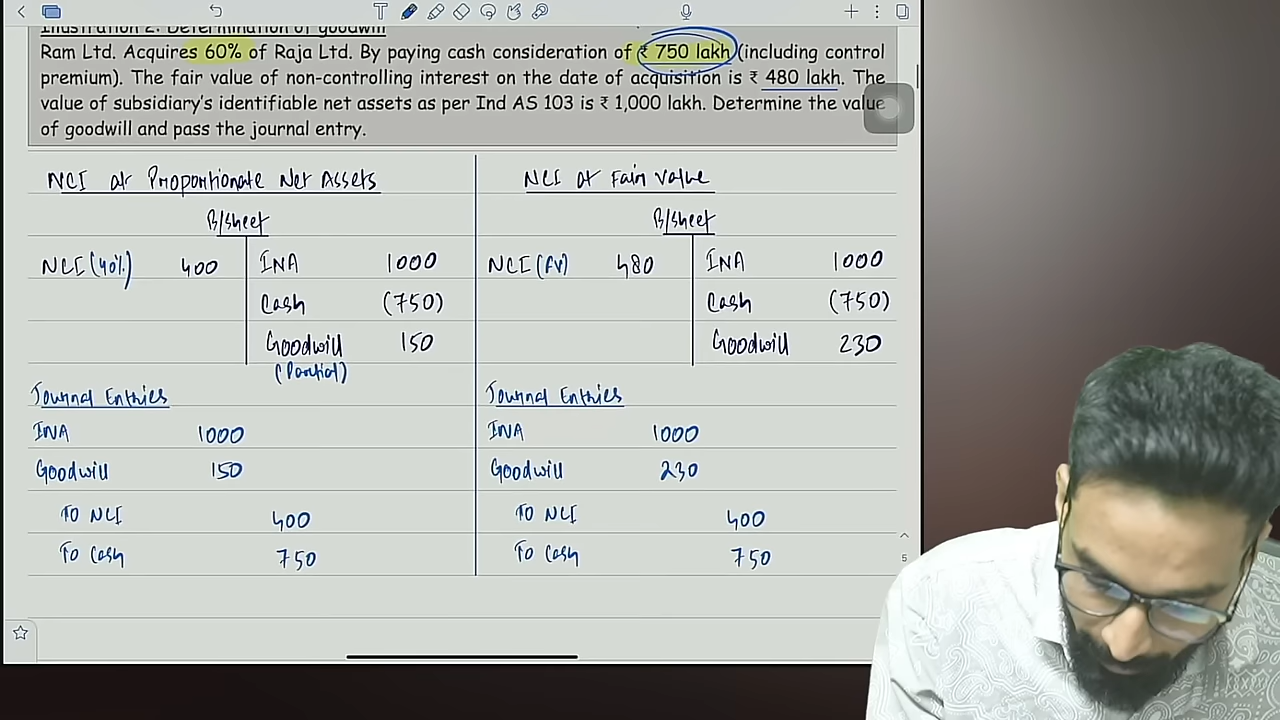 Illustration 2: Determination of goodwill
Ram Ltd. Acquires 60% of Raja Ltd. By paying cash consideration of ₹ 750 lakh (including control
premium). The fair value of non-controlling interest on the date of acquisition is ₹ 480 lakh. The
value of subsidiary's identifiable net assets as per Ind AS 103 is ₹ 1,000 lakh. Determine the value
of goodwill and pass the journal entry.
NCI at Proportionate Net Assets
B/sheet
NCI (40%) 400 INA 1000
Cash (750)
Goodwill 150
(Partial)
Journal Entries
INA 1000
Goodwill 150
To NCI 400
To Cash 750
NCI at Fair Value
B/sheet
NCI (FV) 480 INA 1000
Cash (750)
Goodwill 230
Journal Entries
INA 1000
Goodwill 230
To NCI 400
To Cash 750
5